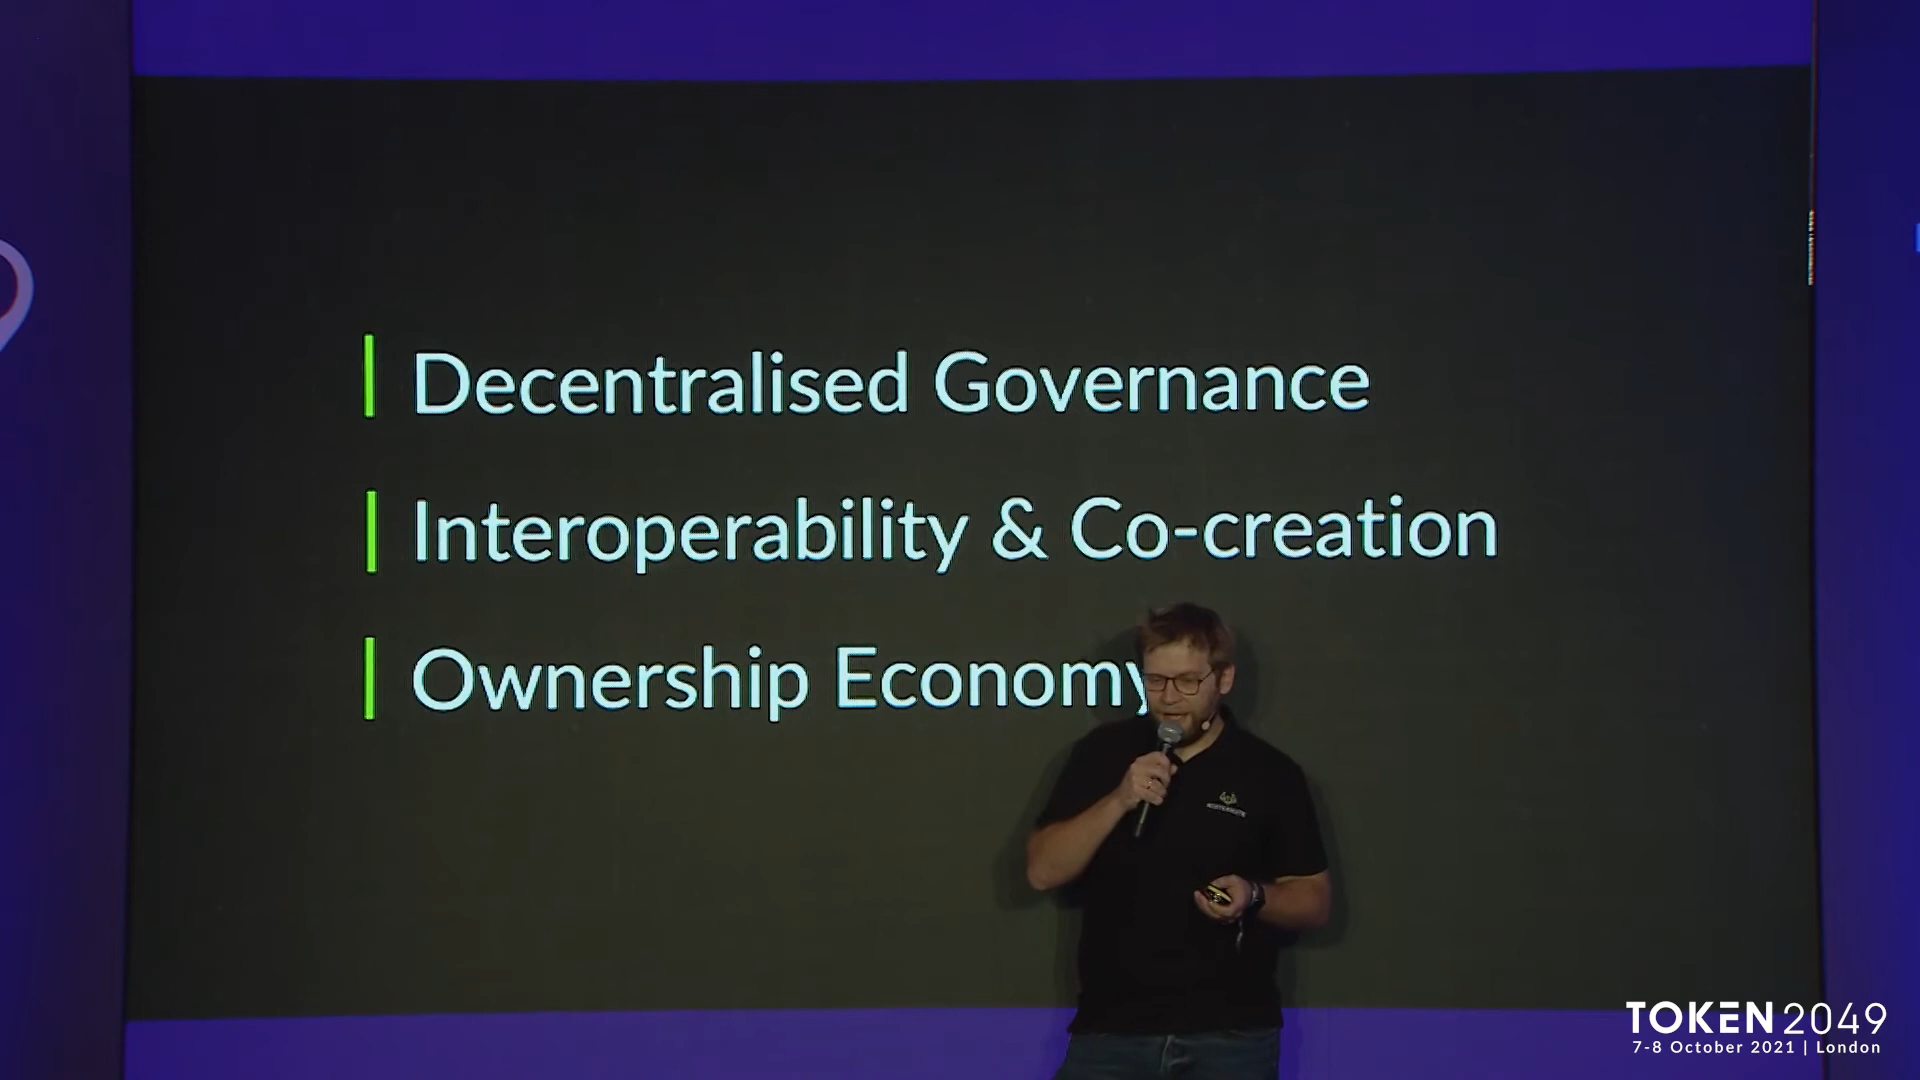 Decentralised Governance
Interoperability & Co-creation
Ownership Economy
TOKEN2049
7-8 October 2021 | London